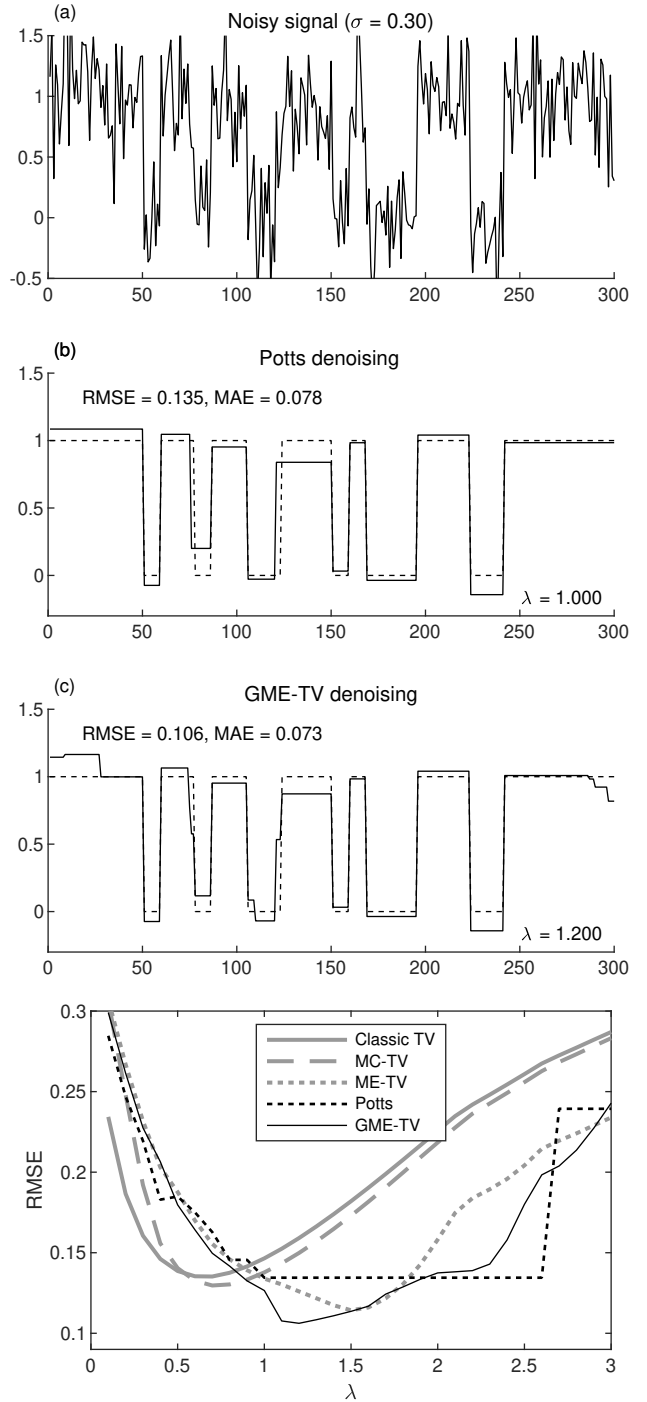 (a)
Noisy signal (σ = 0.30)
1.5
1
0.5
0
-0.5
0 50 100 150 200 250 300
(b)
Potts denoising
1.5
RMSE = 0.135, MAE = 0.078
1
0.5
0
λ = 1.000
0 50 100 150 200 250 300
(c)
GME-TV denoising
1.5
RMSE = 0.106, MAE = 0.073
1
0.5
0
λ = 1.200
0 50 100 150 200 250 300
0.3
Classic TV
MC-TV
ME-TV
Potts
GME-TV
0.25
0.2
RMSE
0.15
0.1
0 0.5 1 1.5 2 2.5 3
λ